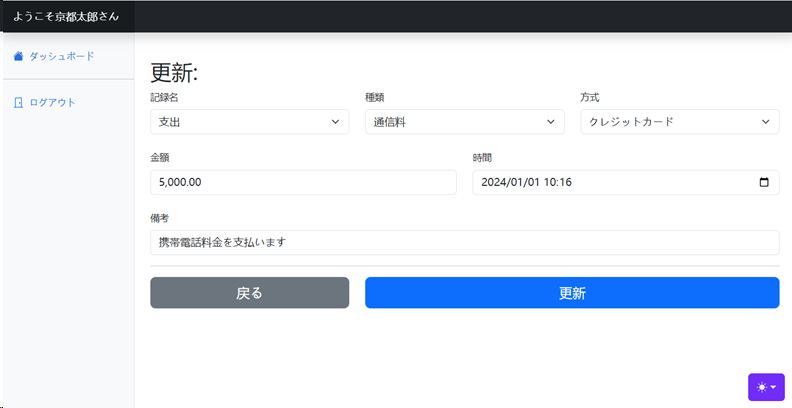 ようこそ京都太郎さん
ダッシュボード
ログアウト
更新:
記録名 種類 方式
支出 通信料 クレジットカード
金額 時間
5,000.00 2024/01/01 10:16
備考
携帯電話料金を支払います
戻る 更新